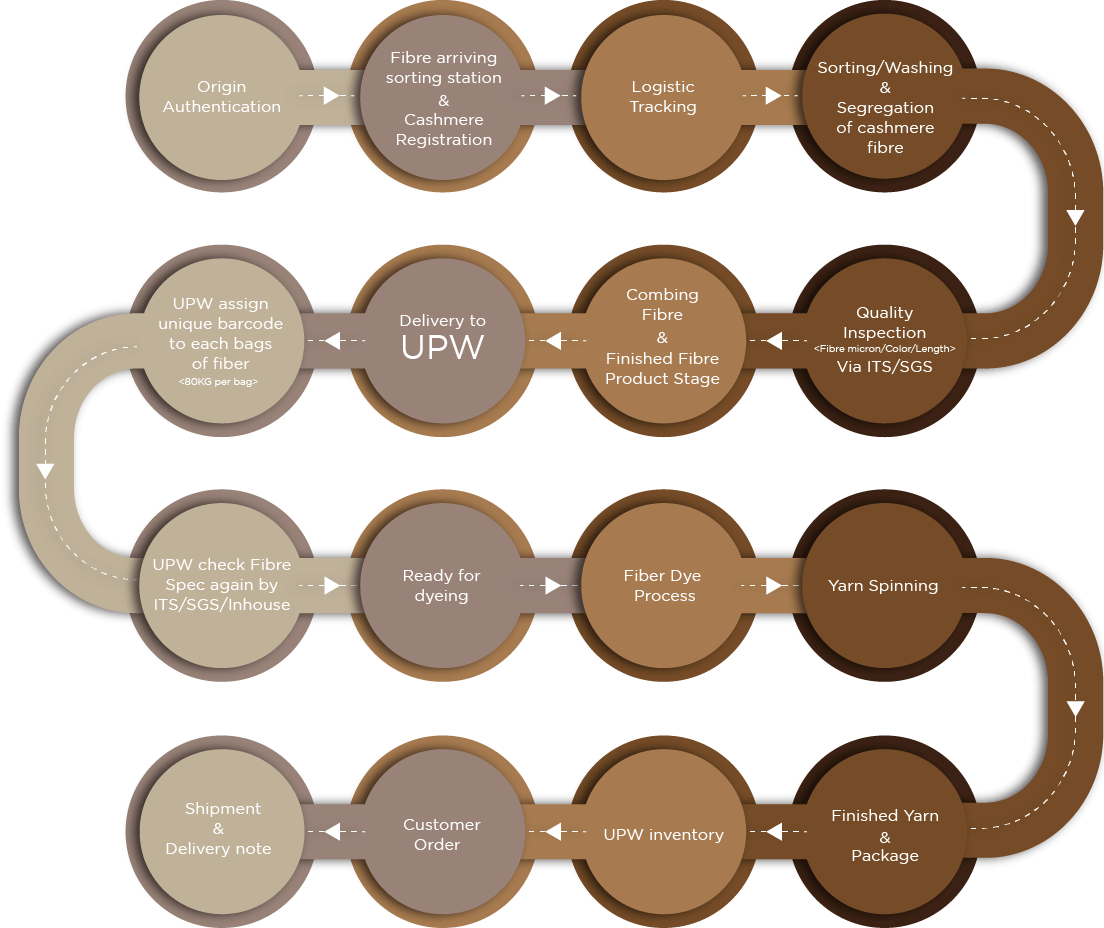 Origin
Authentication
Fibre arriving
sorting station
&
Cashmere
Registration
Logistic
Tracking
Sorting/Washing
&
Segregation
of cashmere
fibre
Quality
Inspection
<Fibre micron/Color/Length>
Via ITS/SGS
Combing
Fibre
&
Finished Fibre
Product Stage
Delivery to
UPW
UPW assign
unique barcode
to each bags
of fiber
<80KG per bag>
UPW check Fibre
Spec again by
ITS/SGS/Inhouse
Ready for
dyeing
Fiber Dye
Process
Yarn Spinning
Finished Yarn
&
Package
UPW inventory
Customer
Order
Shipment
&
Delivery note